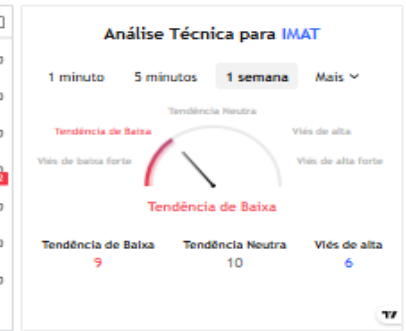 Análise Técnica para IMAT
1 minuto 5 minutos 1 semana Mais
Tendência Neutra
Tendência de Baixa Viés de alta
Viés de baixa forte Viés de alta forte
Tendência de Baixa
Tendência de Baixa Tendência Neutra Viés de alta
9 10 6